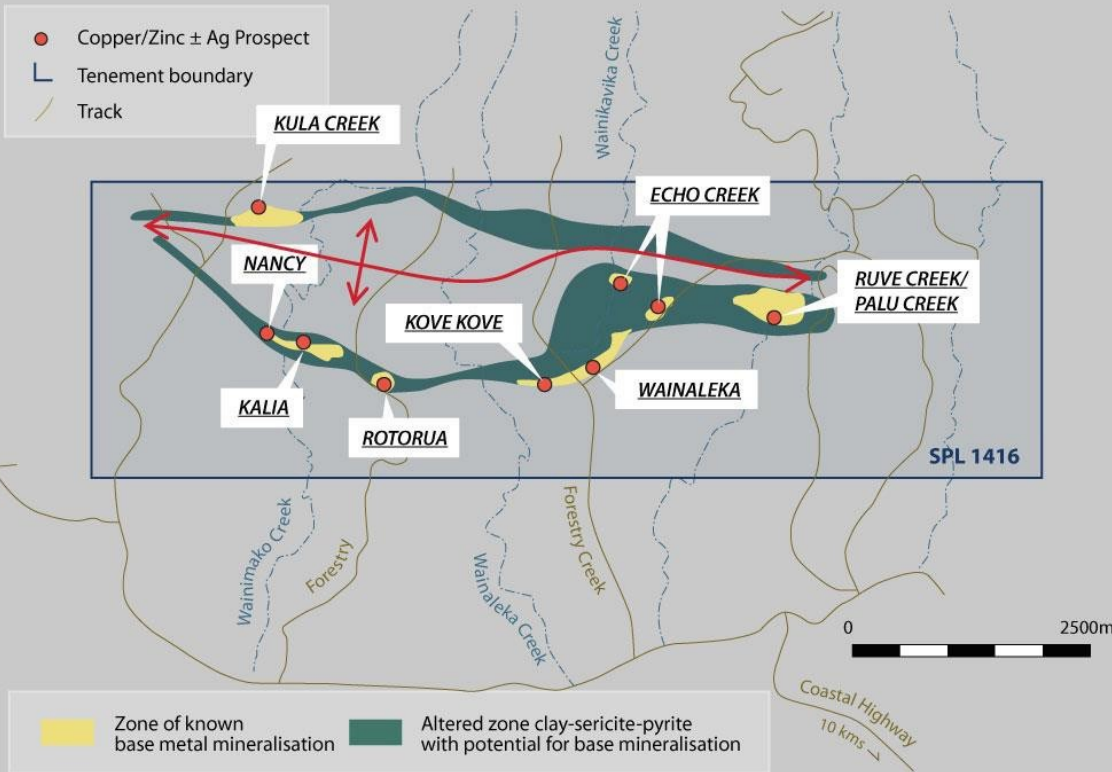 Copper/Zinc ± Ag Prospect
Tenement boundary
Track
KULA CREEK
Wainikavika Creek
ECHO CREEK
NANCY
RUVE CREEK/
PALU CREEK
KOVE KOVE
KALIA
WAINALEKA
ROTORUA
SPL 1416
Wainimako Creek
Forestry
Wainaleka Creek
Forestry Creek
0
2500m
Coastal Highway
10 kms
Zone of known
base metal mineralisation
Altered zone clay-sericite-pyrite
with potential for base mineralisation